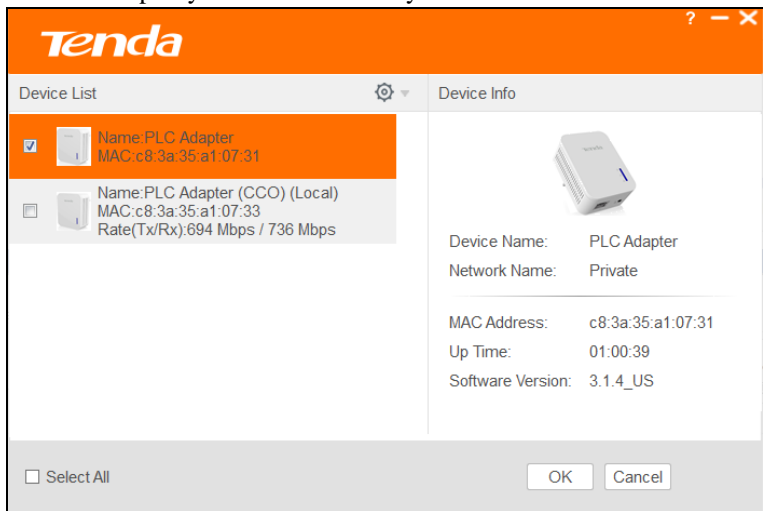 Tenda
?
Device List
Device Info
Name:PLC Adapter
MAC:c8:3a:35:a1:07:31
Name:PLC Adapter (CCO) (Local)
MAC:c8:3a:35:a1:07:33
Rate(Tx/Rx):694 Mbps / 736 Mbps
Tenda
Device Name: PLC Adapter
Network Name: Private
MAC Address: c8:3a:35:a1:07:31
Up Time: 01:00:39
Software Version: 3.1.4_US
Select All
OK Cancel